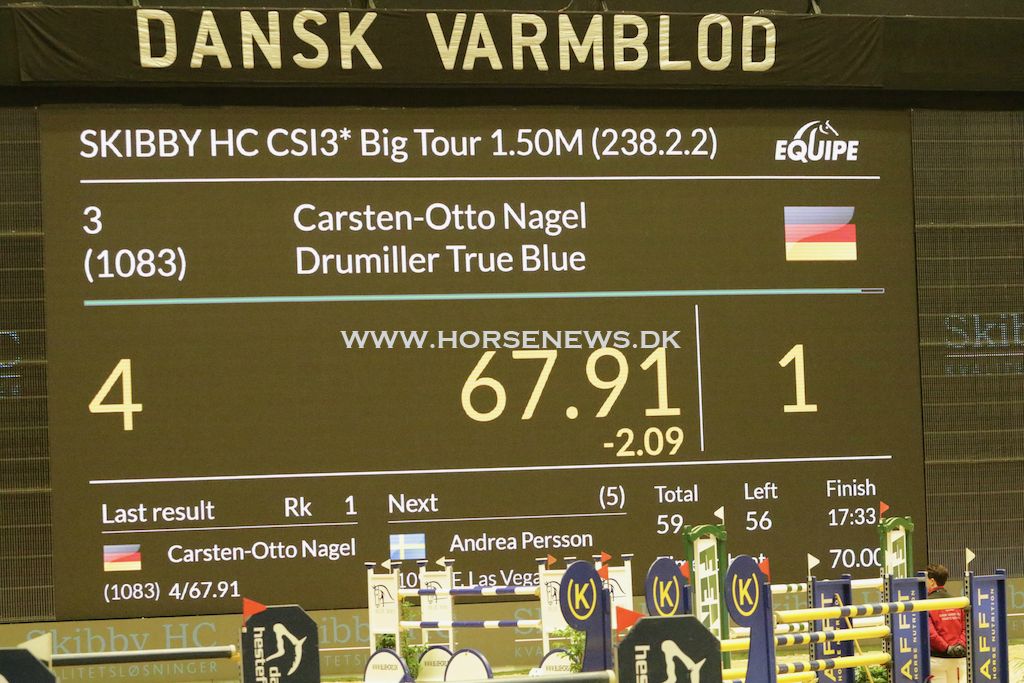 DANSK VARMBLOD
SKIBBY HC CSI3* Big Tour 1.50M (238.2.2)
EQUIPE
3 Carsten-Otto Nagel
(1083) Drumiller True Blue
WWW.HORSENEWS.DK
4 67.91 1
-2.09
Last result Rk 1
Carsten-Otto Nagel
(1083) 4/67.91
Next (5)
Andrea Persson
Las Vegas
Total Left Finish
59 56 17:33
70.00
Skibby HC
K K K